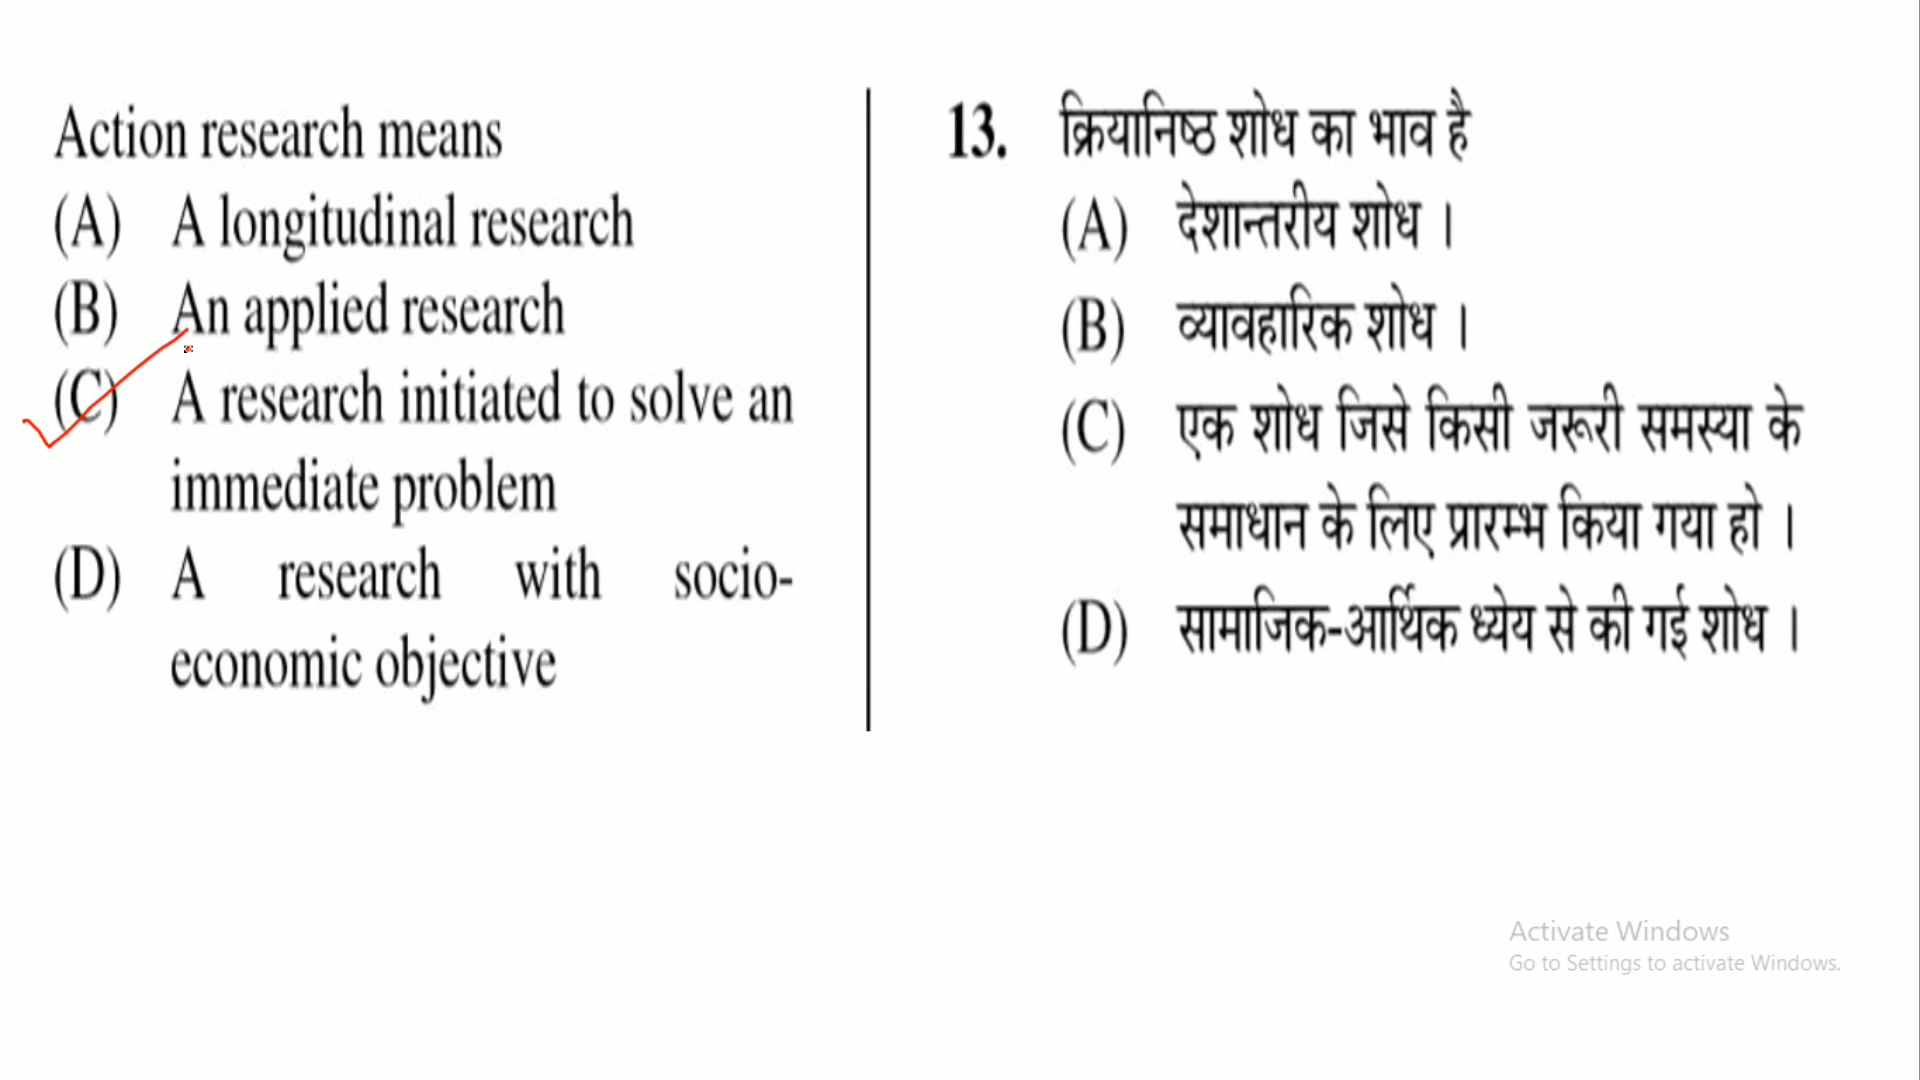 Action research means
(A) A longitudinal research
(B) An applied research
(C) A research initiated to solve an
immediate problem
(D) A research with socio-
economic objective
13. क्रियानिष्ठ शोध का भाव है
(A) देशान्तरीय शोध ।
(B) व्यावहारिक शोध ।
(C) एक शोध जिसे किसी जरूरी समस्या के
समाधान के लिए प्रारम्भ किया गया हो ।
(D) सामाजिक-आर्थिक ध्येय से की गई शोध ।
Activate Windows
Go to Settings to activate Windows.